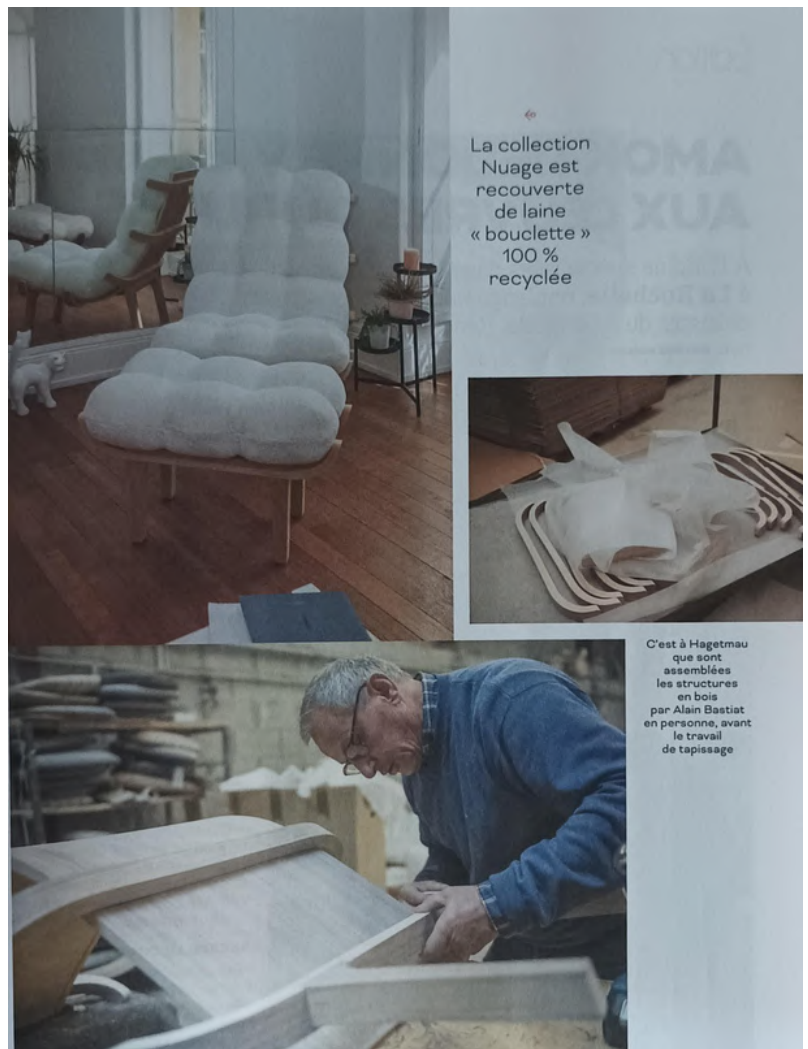 La collection
Nuage est
recouverte
de laine
« bouclette »
100 %
recyclée
C'est à Hagetmau
que sont
assemblées
les structures
en bois
par Alain Bastiat
en personne, avant
le travail
de tapissage